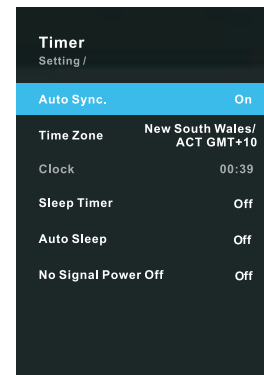 Timer
Setting /
Auto Sync. On
Time Zone New South Wales/
ACT GMT+10
Clock 00:39
Sleep Timer Off
Auto Sleep Off
No Signal Power Off Off